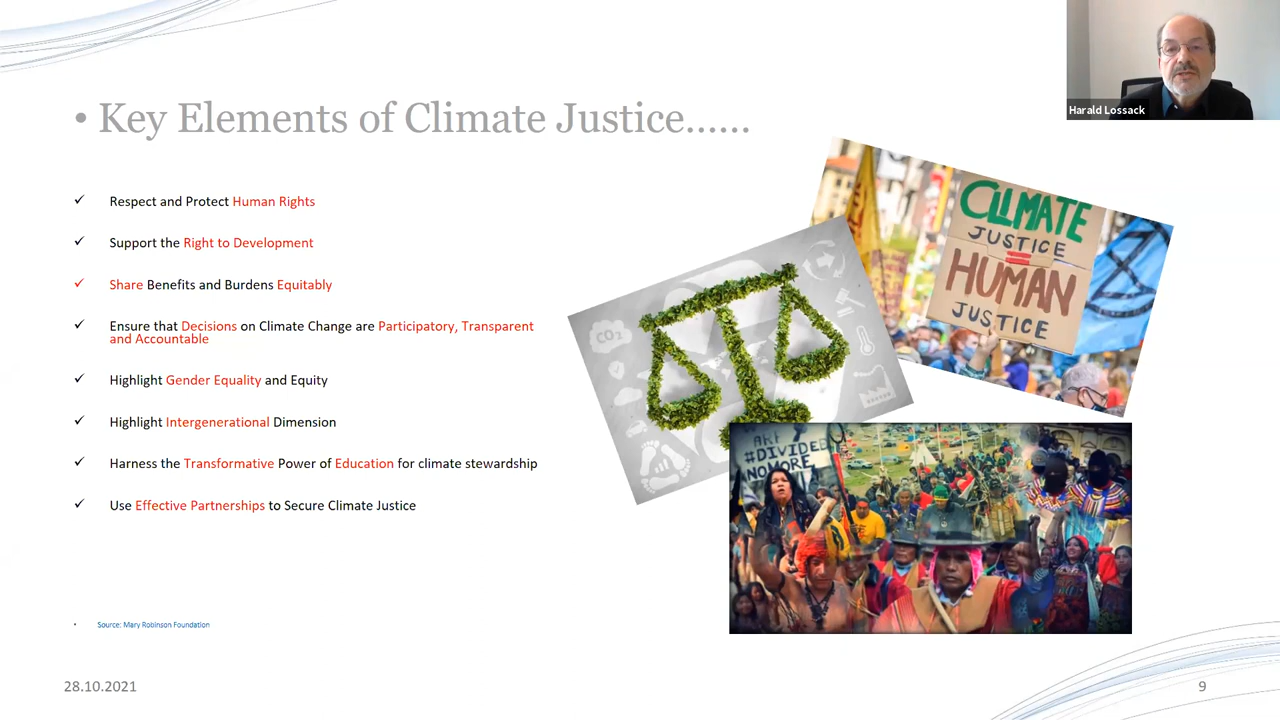 • Key Elements of Climate Justice......
Harald Lossack
✓ Respect and Protect Human Rights
✓ Support the Right to Development
✓ Share Benefits and Burdens Equitably
✓ Ensure that Decisions on Climate Change are Participatory, Transparent
and Accountable
✓ Highlight Gender Equality and Equity
✓ Highlight Intergenerational Dimension
✓ Harness the Transformative Power of Education for climate stewardship
✓ Use Effective Partnerships to Secure Climate Justice
CLIMATE
JUSTICE
=
HUMAN
JUSTICE
CO2
ARE
#DIVIDED
NOMORE
• Source: Mary Robinson Foundation
28.10.2021
9